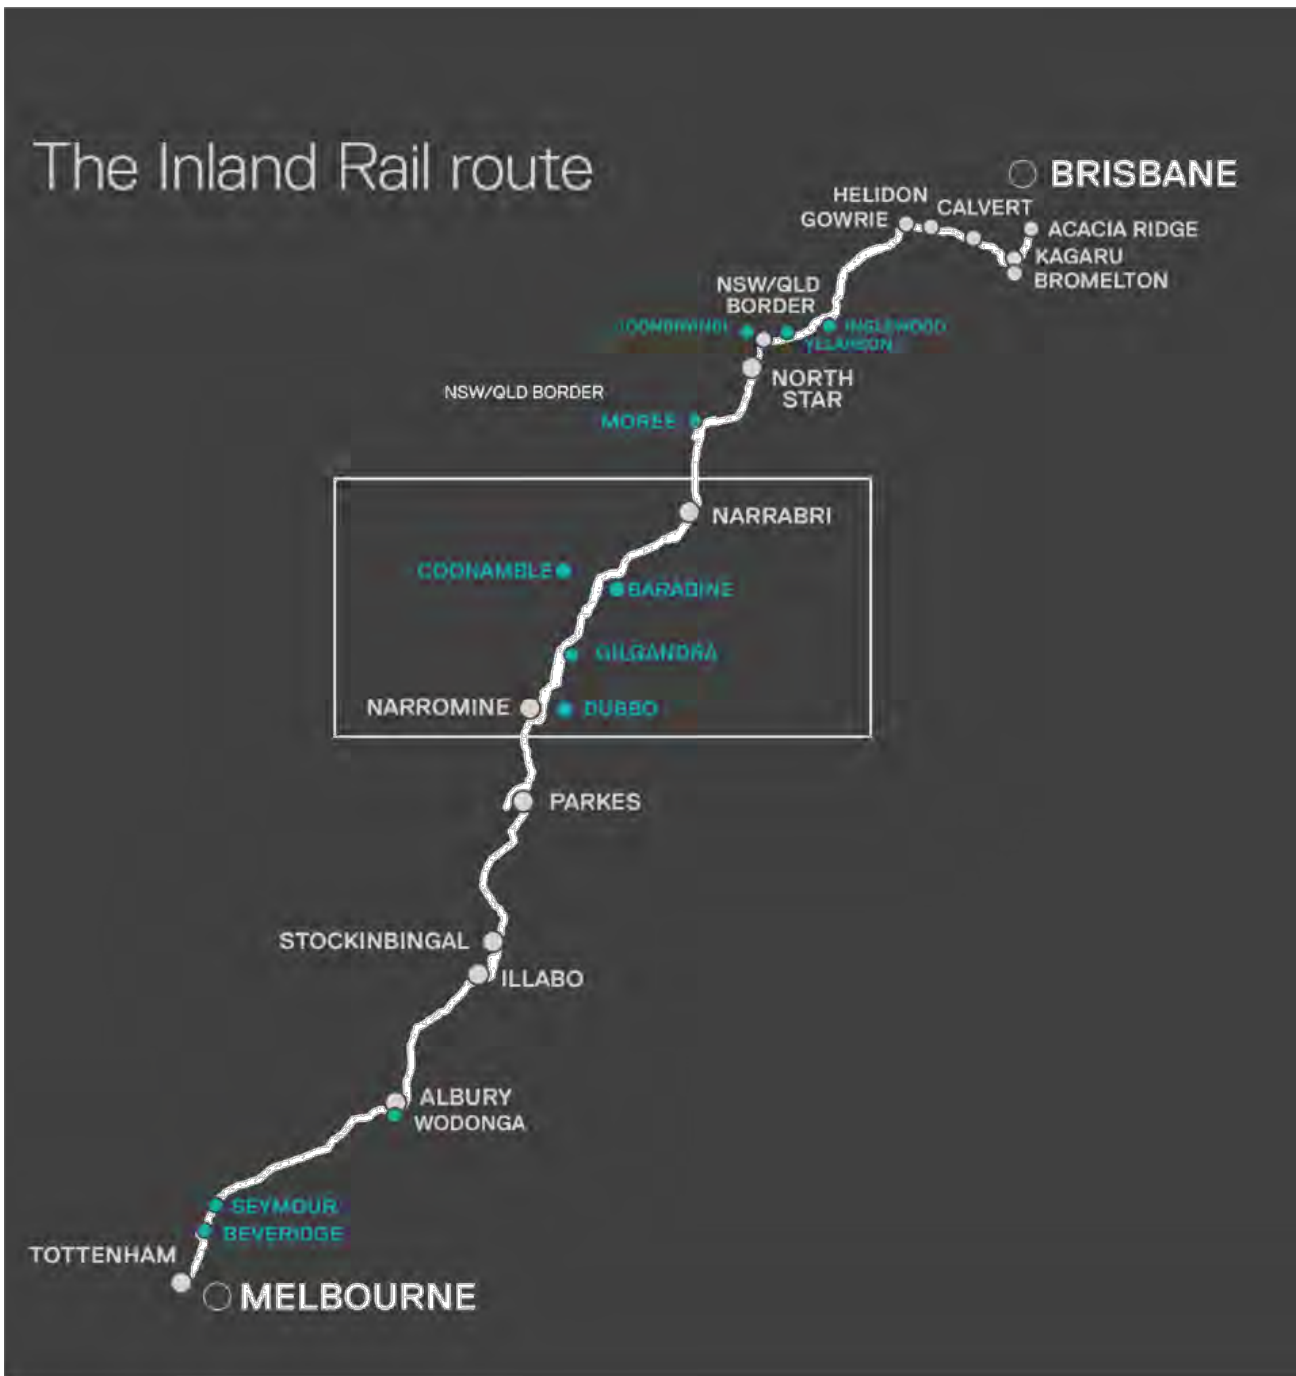 The Inland Rail route
BRISBANE
HELIDON
CALVERT
GOWRIE
ACACIA RIDGE
KAGARU
BROMELTON
NSW/QLD
BORDER
INGLEWOOD
YELARBON
NORTH
STAR
NSW/QLD BORDER
MOREE
NARRABRI
COONAMBLE
BARADINE
GILGANDRA
NARROMINE
DUBBO
PARKES
STOCKINBINGAL
ILLABO
ALBURY
WODONGA
SEYMOUR
BEVERIDGE
TOTTENHAM
MELBOURNE